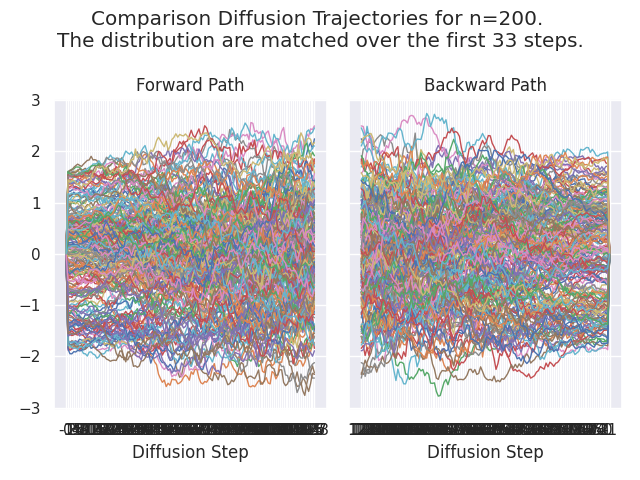 Comparison Diffusion Trajectories for n=200.
The distribution are matched over the first 33 steps.
Forward Path
Backward Path
3
2
1
0
−1
−2
−3
Diffusion Step
Diffusion Step